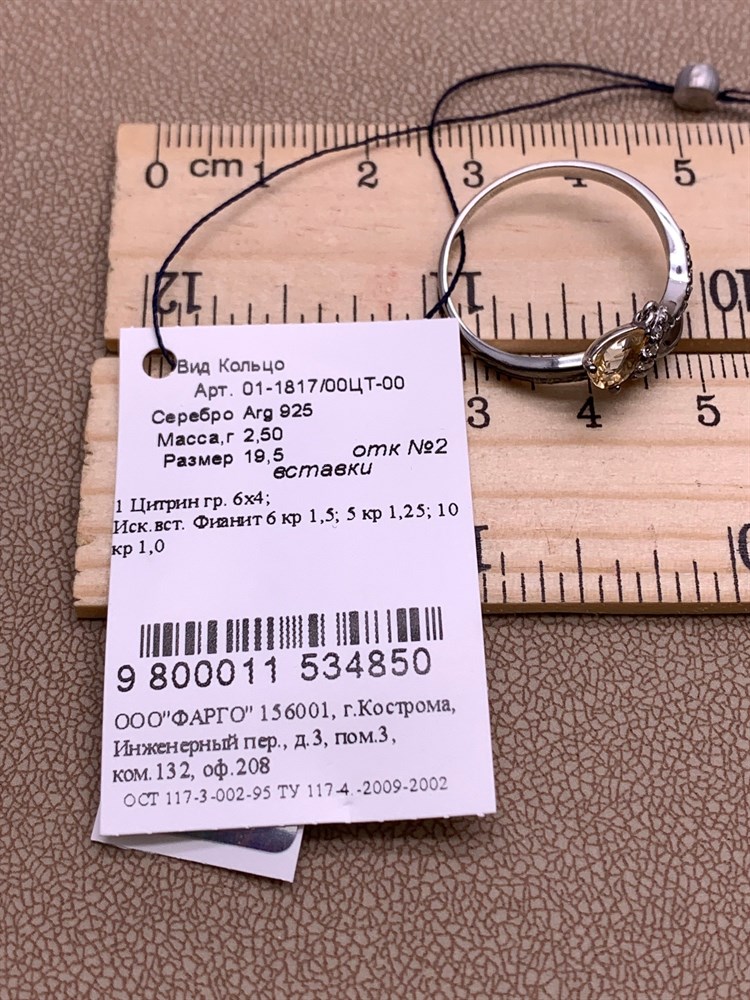 0 cm 1 2 3 4 5
12 11 10
3 4 5
Вид Кольцо
Арт. 01-1817/00ЦТ-00
Серебро Arg 925
Масса,г 2,50
Размер 19,5 отк №2
вставки
1 Цитрин гр. 6х4;
Иск.вст. Фианит 6 кр 1,5; 5 кр 1,25; 10
кр 1,0
9 800011 534850
ООО"ФАРГО" 156001, г.Кострома,
Инженерный пер., д.3, пом.3,
ком.132, оф.208
ОСТ 117-3-002-95 ТУ 117-4.-2009-2002